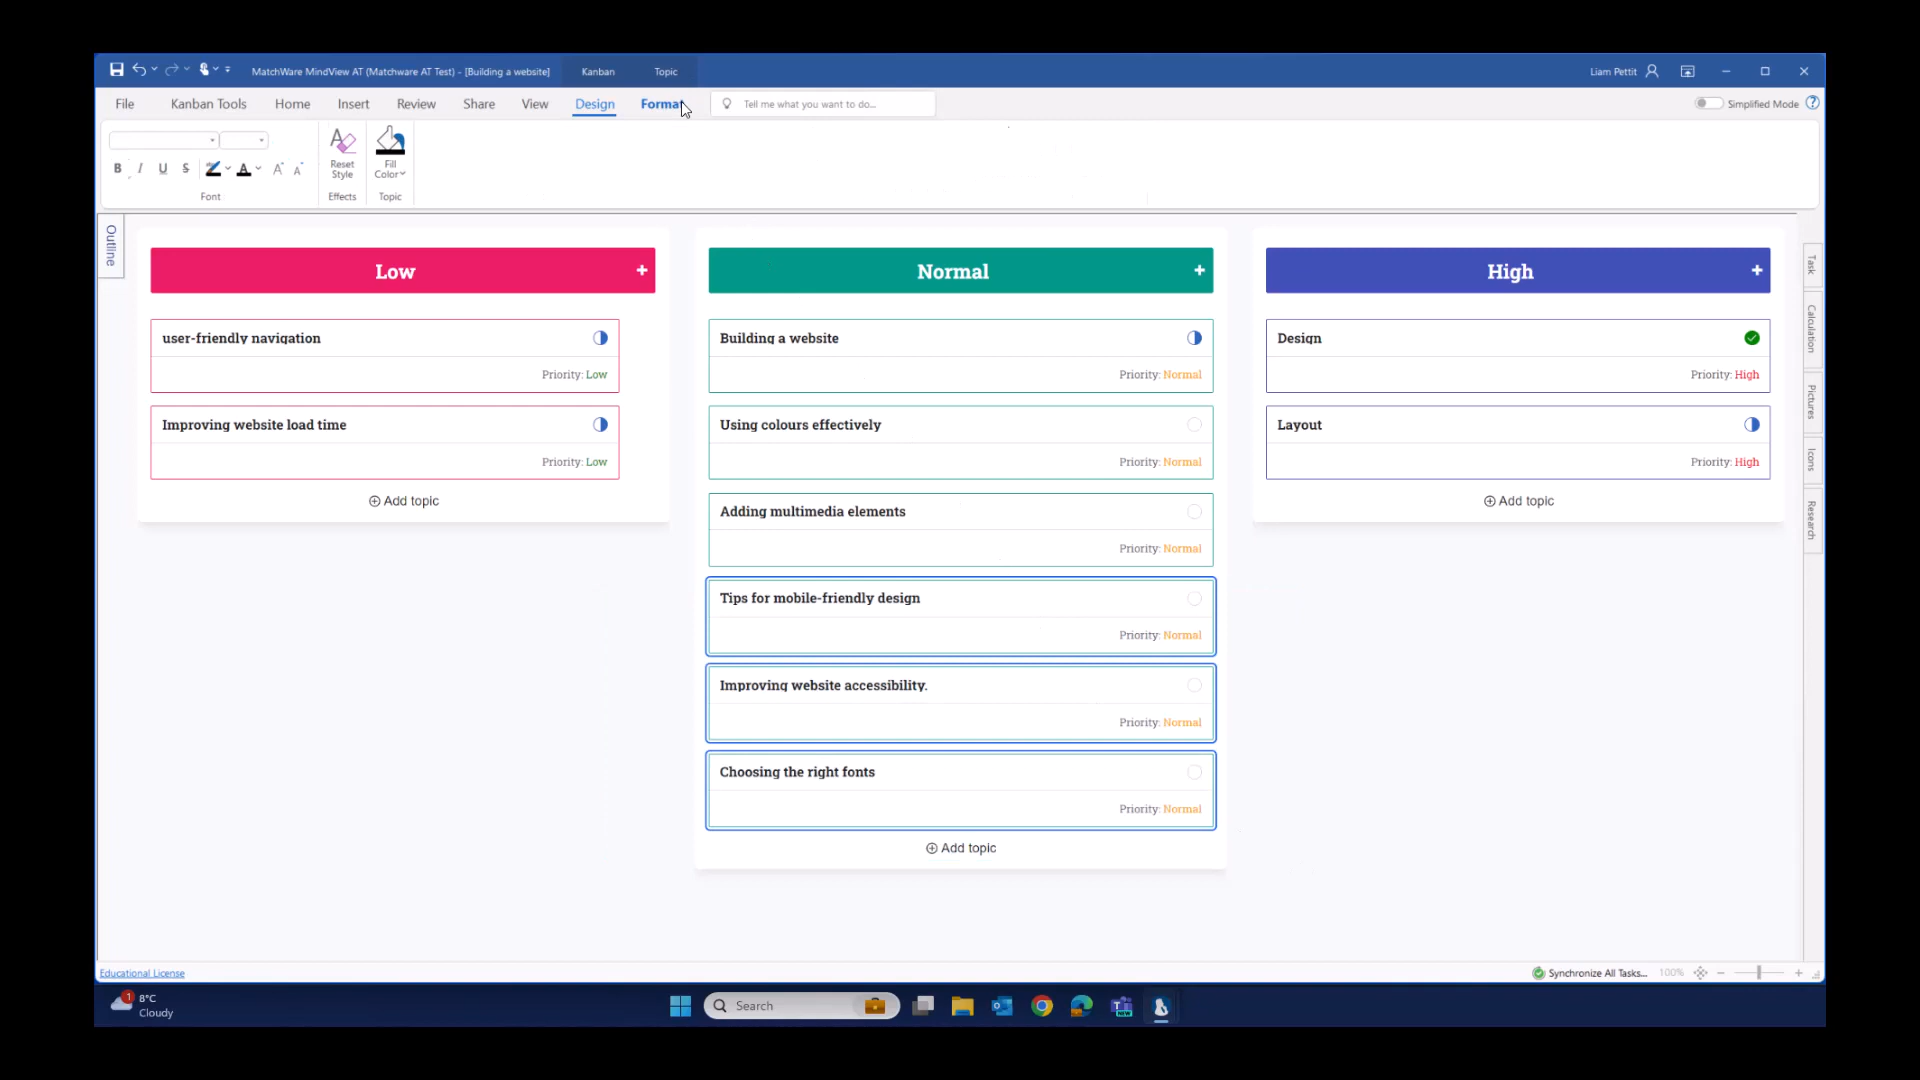 MatchWare MindView AT (Matchware AT Test) - [Building a website] Kanban Topic Liam Pettit
File Kanban Tools Home Insert Review Share View Design Format Tell me what you want to do... Simplified Mode ?
Reset Style
Fill Color
B I U S A A A
Font Effects Topic
Outline
Low +
user-friendly navigation
Priority: Low
Improving website load time
Priority: Low
Add topic
Normal +
Building a website
Priority: Normal
Using colours effectively
Priority: Normal
Adding multimedia elements
Priority: Normal
Tips for mobile-friendly design
Priority: Normal
Improving website accessibility.
Priority: Normal
Choosing the right fonts
Priority: Normal
Add topic
High +
Design
Priority: High
Layout
Priority: High
Add topic
Task
Calculation
Pictures
Icons
Research
Educational License
Synchronize All Tasks... 100%
1 8°C
Cloudy
Search
NEW